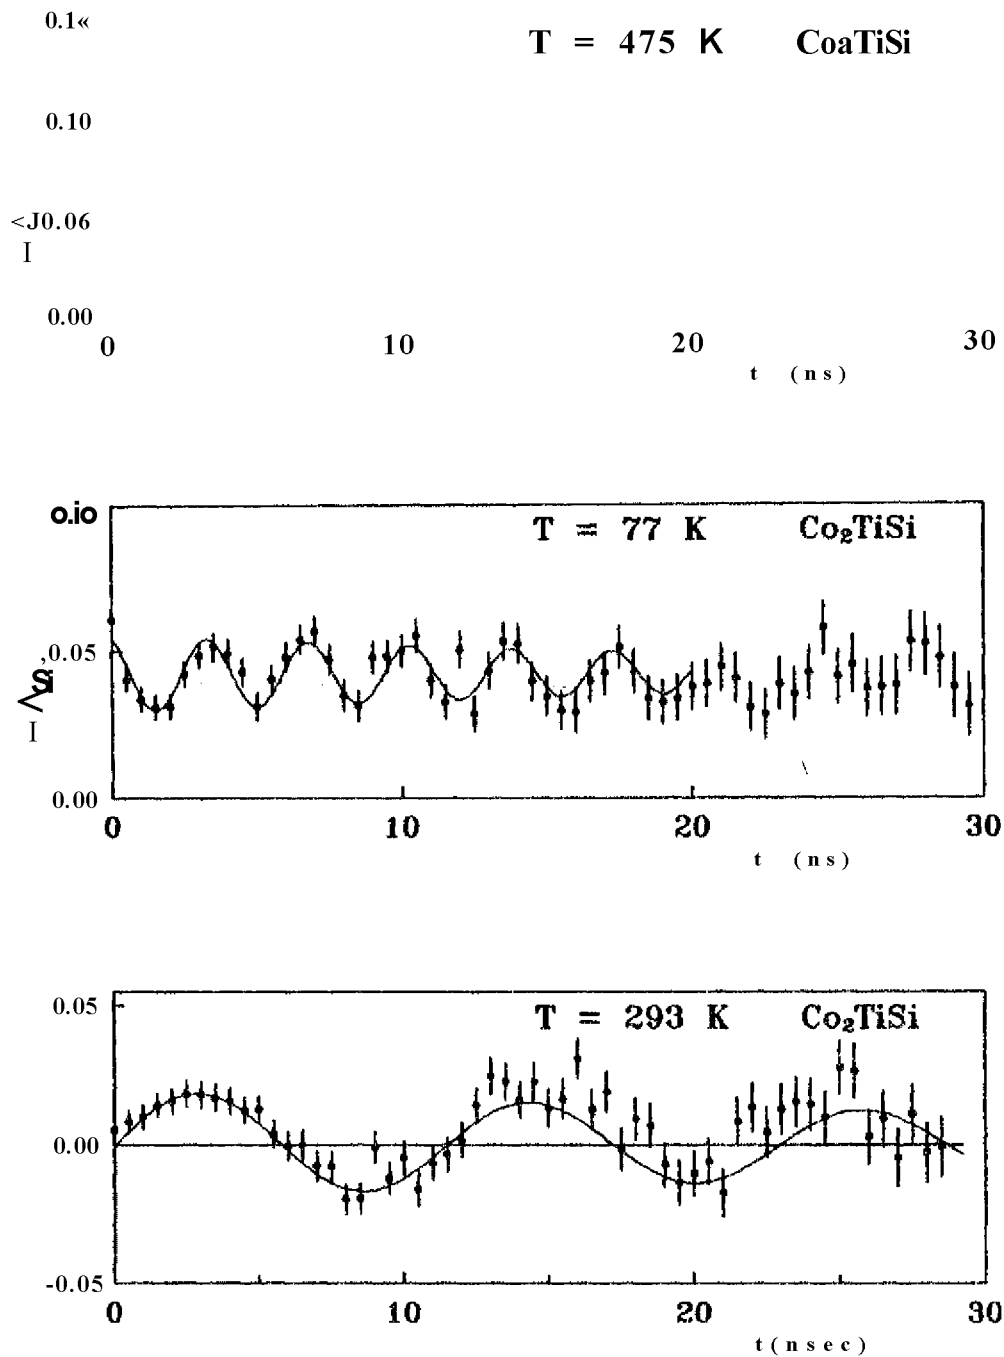 0.1«
T = 475 K CoaTiSi
0.10
<J0.06
I
0.00
0 10 20 30
t (ns)
o.io
T = 77 K Co₂TiSi
0.05
I
0.00
0 10 20 30
t (ns)
0.05
T = 293 K Co₂TiSi
0.00
-0.05
0 10 20 30
t(nsec)